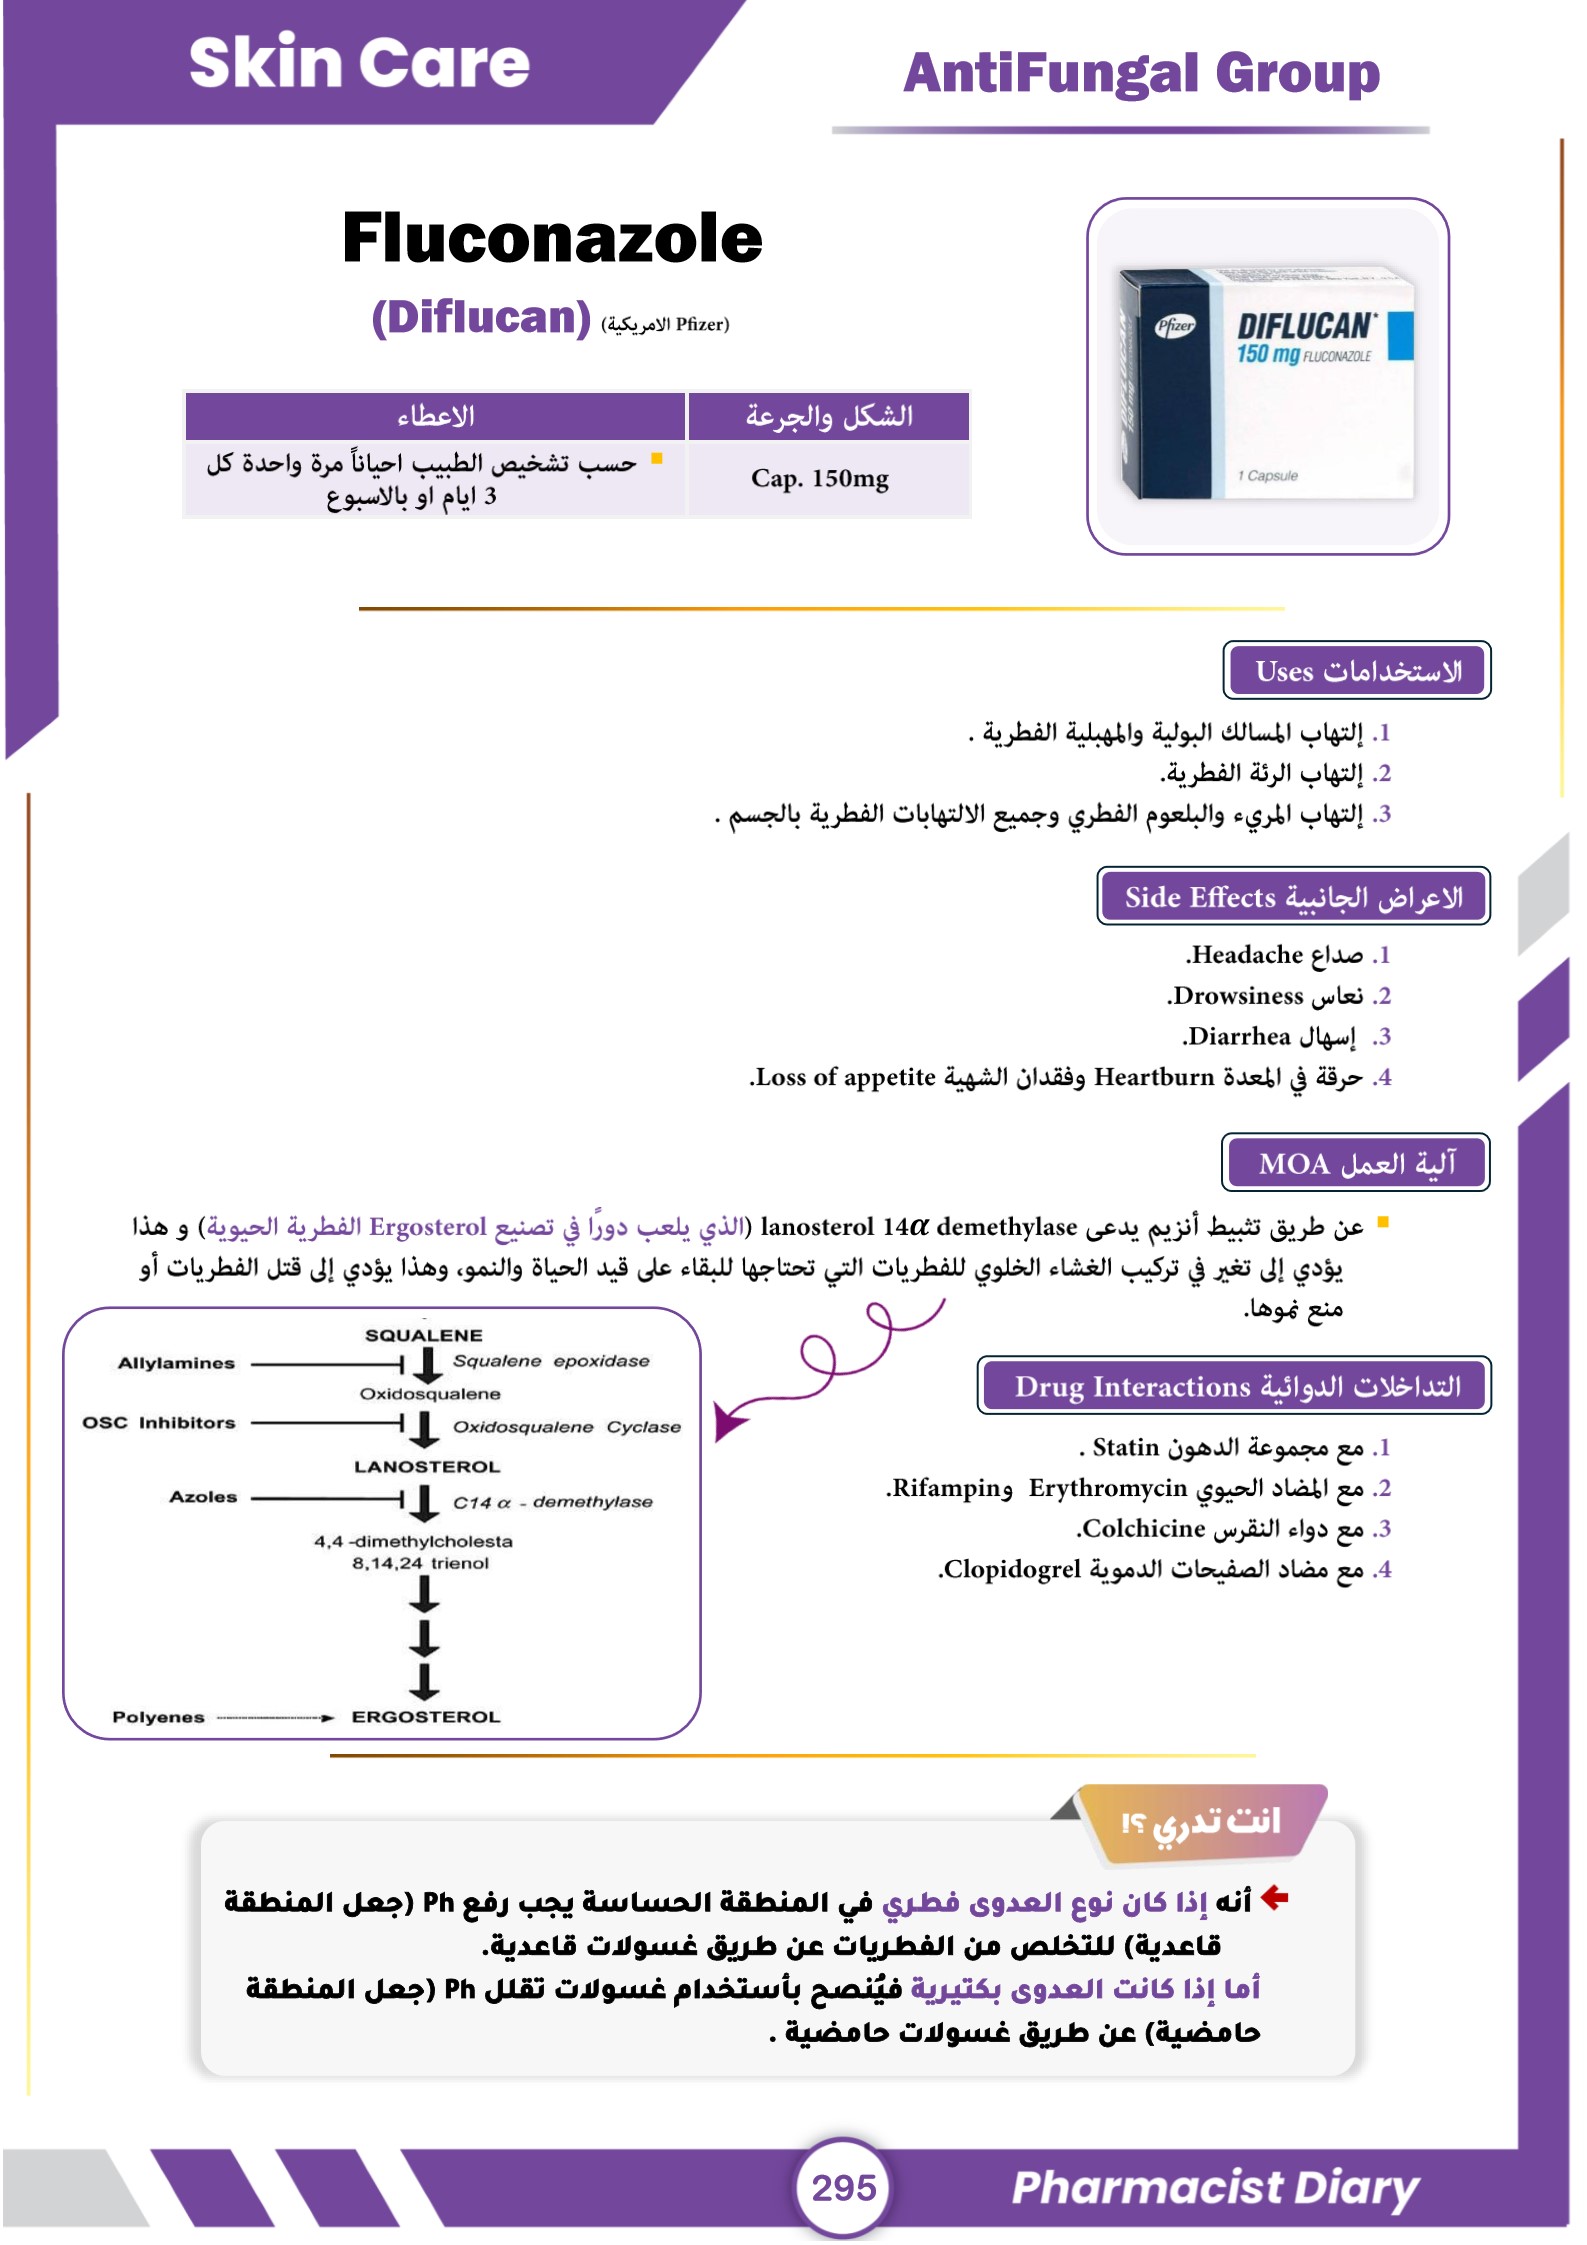 Skin Care
AntiFungal Group
Fluconazole
(Diflucan) (Pfizer الامريكية)
Pfizer
DIFLUCAN
150 mg FLUCONAZOLE
1 Capsule
الشكل والجرعة	الاعطاء
Cap. 150mg	▪ حسب تشخيص الطبيب احياناً مرة واحدة كل
3 ايام او بالاسبوع
الاستخدامات Uses
1. إلتهاب المسالك البولية والمهبلية الفطرية .
2. إلتهاب الرئة الفطرية.
3. إلتهاب المريء والبلعوم الفطري وجميع الالتهابات الفطرية بالجسم .
الاعراض الجانبية Side Effects
1. صداع Headache.
2. نعاس Drowsiness.
3. إسهال Diarrhea.
4. حرقة في المعدة Heartburn وفقدان الشهية Loss of appetite.
آلية العمل MOA
▪ عن طريق تثبيط أنزيم يدعى lanosterol 14α demethylase (الذي يلعب دورًا في تصنيع Ergosterol الفطرية الحيوية) و هذا
يؤدي إلى تغير في تركيب الغشاء الخلوي للفطريات التي تحتاجها للبقاء على قيد الحياة والنمو، وهذا يؤدي إلى قتل الفطريات أو
منع نموها.
SQUALENE
Allylamines
Squalene epoxidase
Oxidosqualene
OSC Inhibitors
Oxidosqualene Cyclase
LANOSTEROL
Azoles
C14 α - demethylase
4,4 -dimethylcholesta
8,14,24 trienol
Polyenes
ERGOSTEROL
التداخلات الدوائية Drug Interactions
1. مع مجموعة الدهون Statin .
2. مع المضاد الحيوي Erythromycin وRifampin.
3. مع دواء النقرس Colchicine.
4. مع مضاد الصفيحات الدموية Clopidogrel.
انت تدري ؟!
أنه إذا كان نوع العدوى فطري في المنطقة الحساسة يجب رفع Ph (جعل المنطقة
قاعدية) للتخلص من الفطريات عن طريق غسولات قاعدية.
أما إذا كانت العدوى بكتيرية فيُنصح بأستخدام غسولات تقلل Ph (جعل المنطقة
حامضية) عن طريق غسولات حامضية .
295
Pharmacist Diary